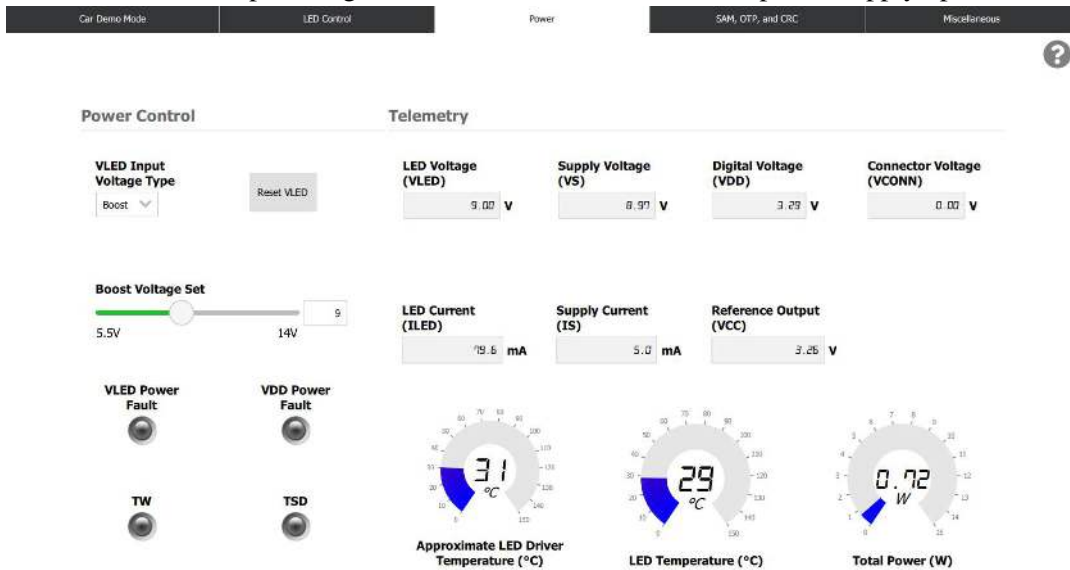 Car Demo Mode
LED Control
Power
SAM, OTP, and CRC
Miscellaneous
?
Power Control
Telemetry
VLED Input
Voltage Type
Boost
Reset VLED
LED Voltage
(VLED)
9.00 V
Supply Voltage
(VS)
8.97 V
Digital Voltage
(VDD)
3.29 V
Connector Voltage
(VCONN)
0.00 V
Boost Voltage Set
9
5.5V
14V
LED Current
(ILED)
79.6 mA
Supply Current
(IS)
5.0 mA
Reference Output
(VCC)
3.26 V
VLED Power
Fault
VDD Power
Fault
TW
TSD
31
°C
Approximate LED Driver
Temperature (°C)
29
°C
LED Temperature (°C)
0.72
W
Total Power (W)